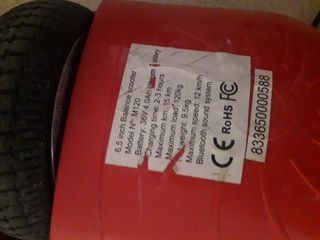 6.5 inch Balance scooter
Model Nº: M120
Battery: 36V 4.0Ah Lithium Battery
Charging time: 2-3 hours
Maximum km: 15 km
Maximum load: 120kg
Net weight: 9.5kg
Maximum speed: 12 km/h
Bluetooth sound system
CE RoHS FC
833650000588